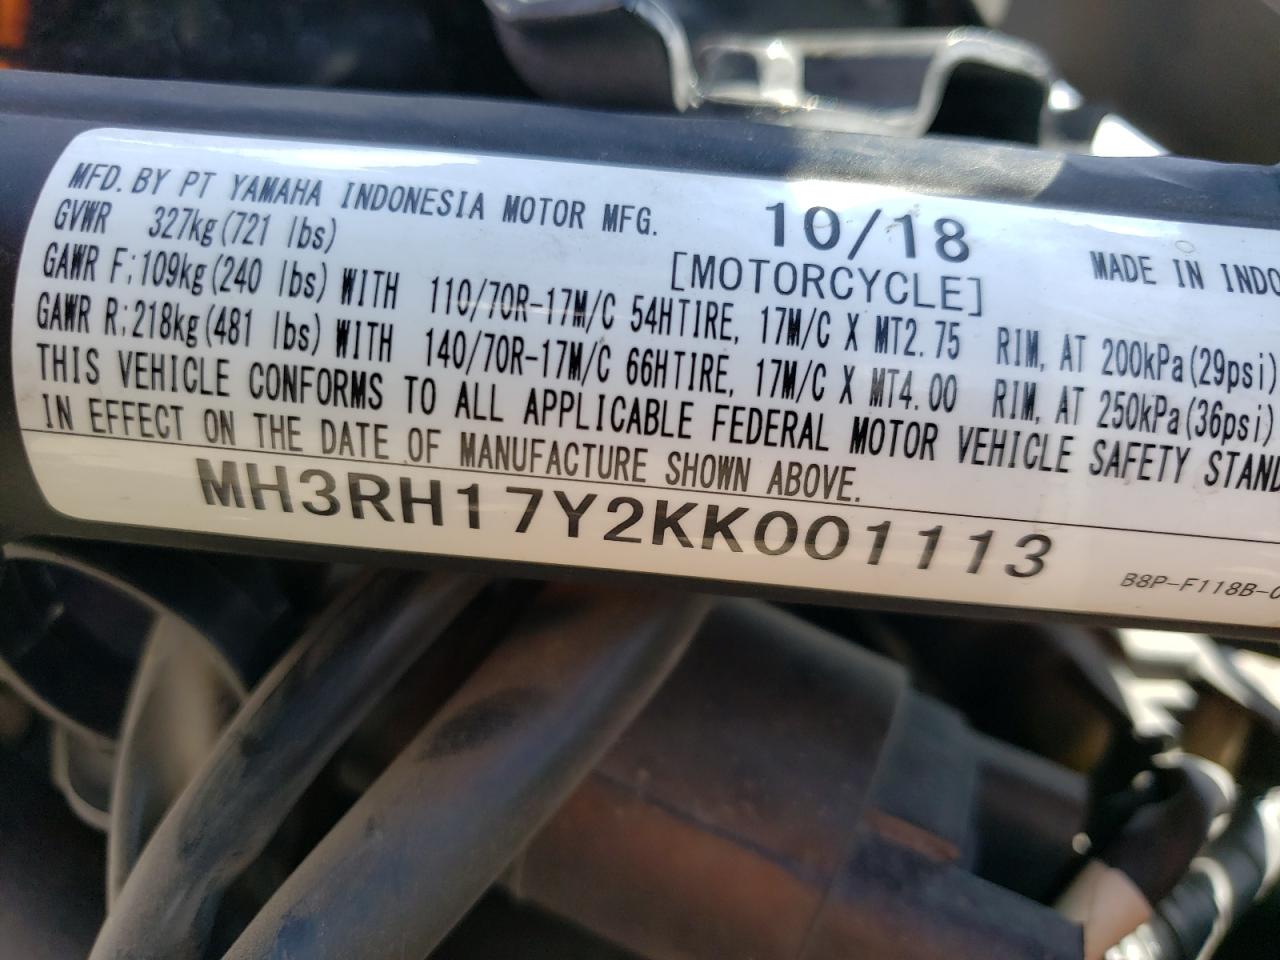 MFD. BY PT YAMAHA INDONESIA MOTOR MFG. 10/18 MADE IN INDO
GVWR 327kg(721 lbs) [MOTORCYCLE]
GAWR F:109kg(240 lbs) WITH 110/70R-17M/C 54HTIRE, 17M/C X MT2.75 RIM, AT 200kPa(29psi)
GAWR R:218kg(481 lbs) WITH 140/70R-17M/C 66HTIRE, 17M/C X MT4.00 RIM, AT 250kPa(36psi)
THIS VEHICLE CONFORMS TO ALL APPLICABLE FEDERAL MOTOR VEHICLE SAFETY STAND
IN EFFECT ON THE DATE OF MANUFACTURE SHOWN ABOVE.
MH3RH17Y2KK001113
B8P-F118B-0